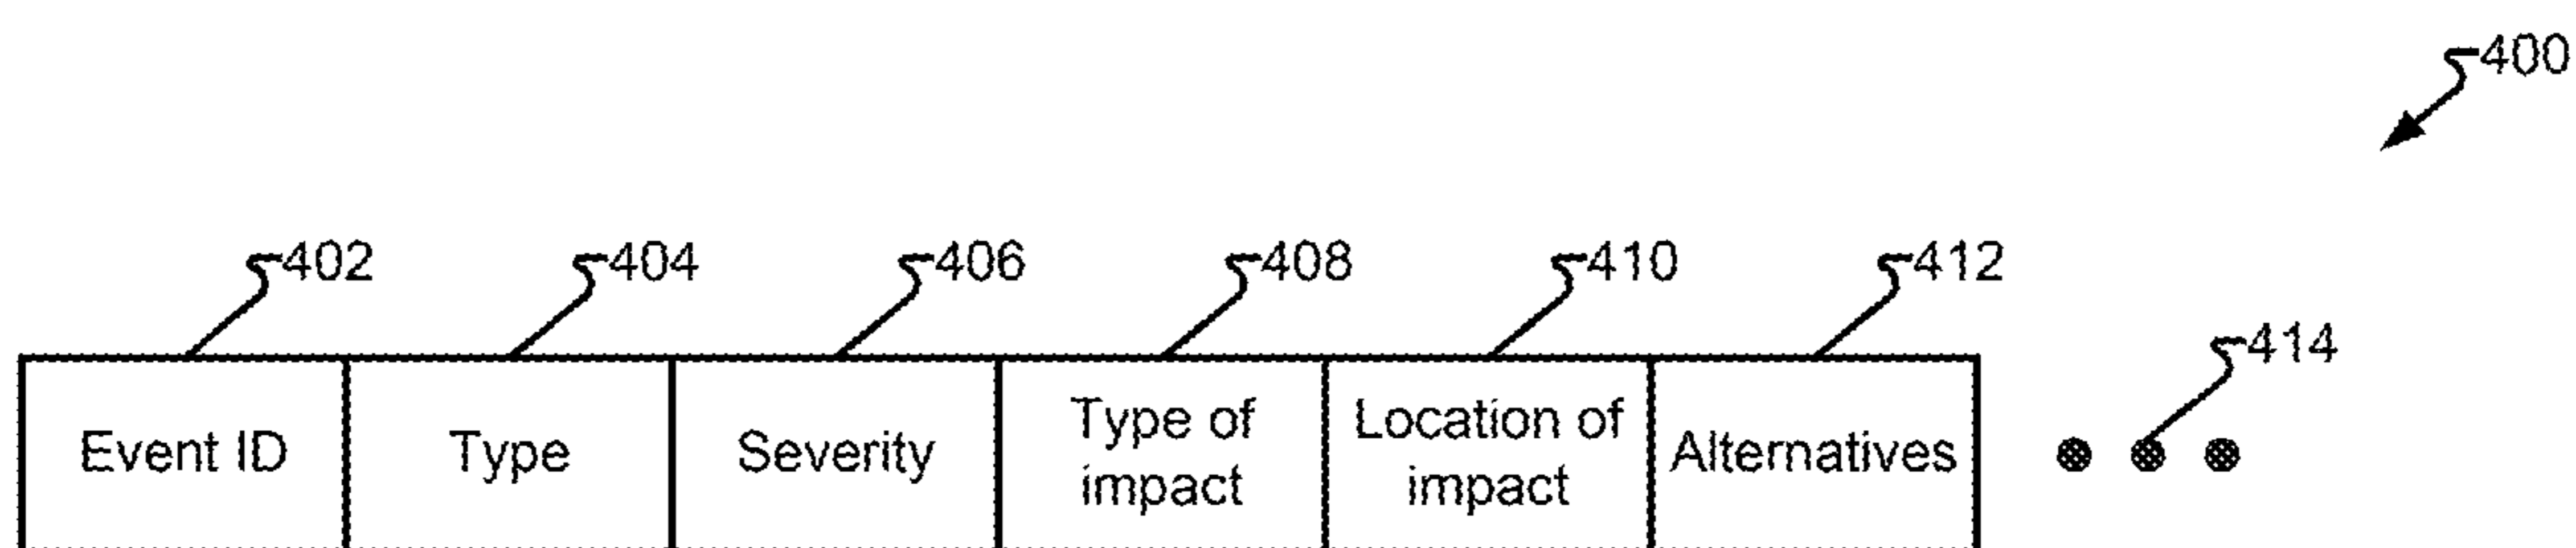 400
402 404 406 408 410 412
414
Event ID Type Severity Type of impact Location of impact Alternatives